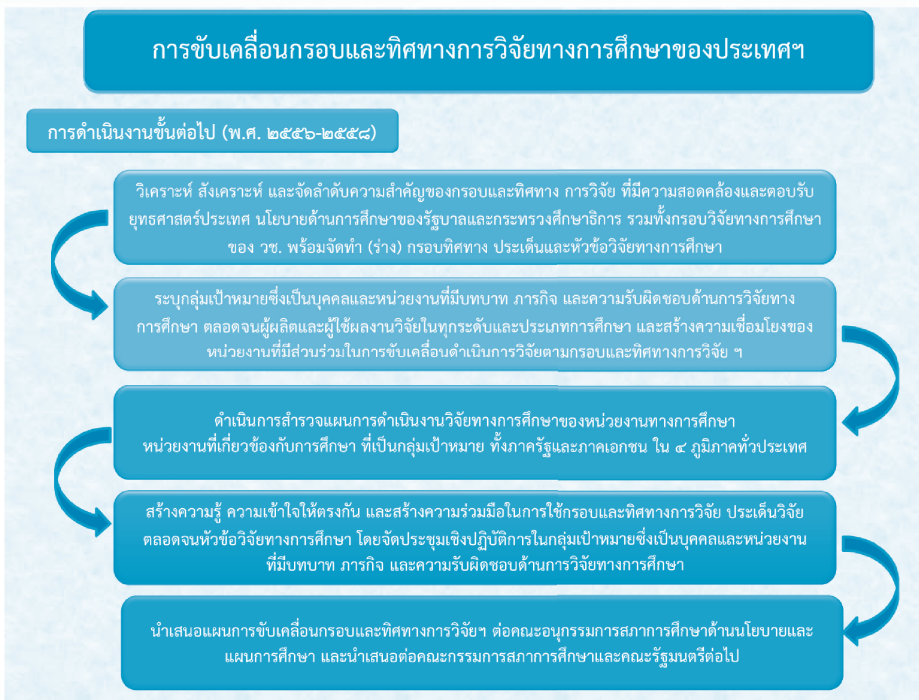 การขับเคลื่อนกรอบและทิศทางการวิจัยทางการศึกษาของประเทศฯ
การดำเนินงานขั้นต่อไป (พ.ศ. ๒๕๕๖-๒๕๕๘)
วิเคราะห์ สังเคราะห์ และจัดลำดับความสำคัญของกรอบและทิศทาง การวิจัย ที่มีความสอดคล้องและตอบรับ
ยุทธศาสตร์ประเทศ นโยบายด้านการศึกษาของรัฐบาลและกระทรวงศึกษาธิการ รวมทั้งกรอบวิจัยทางการศึกษา
ของ วช. พร้อมจัดทำ (ร่าง) กรอบทิศทาง ประเด็นและหัวข้อวิจัยทางการศึกษา
ระบุกลุ่มเป้าหมายซึ่งเป็นบุคคลและหน่วยงานที่มีบทบาท ภารกิจ และความรับผิดชอบด้านการวิจัยทาง
การศึกษา ตลอดจนผู้ผลิตและผู้ใช้ผลงานวิจัยในทุกระดับและประเภทการศึกษา และสร้างความเชื่อมโยงของ
หน่วยงานที่มีส่วนร่วมในการขับเคลื่อนดำเนินการวิจัยตามกรอบและทิศทางการวิจัย ฯ
ดำเนินการสำรวจแผนการดำเนินงานวิจัยทางการศึกษาของหน่วยงานทางการศึกษา
หน่วยงานที่เกี่ยวข้องกับการศึกษา ที่เป็นกลุ่มเป้าหมาย ทั้งภาครัฐและภาคเอกชน ใน ๔ ภูมิภาคทั่วประเทศ
สร้างความรู้ ความเข้าใจให้ตรงกัน และสร้างความร่วมมือในการใช้กรอบและทิศทางการวิจัย ประเด็นวิจัย
ตลอดจนหัวข้อวิจัยทางการศึกษา โดยจัดประชุมเชิงปฏิบัติการในกลุ่มเป้าหมายซึ่งเป็นบุคคลและหน่วยงาน
ที่มีบทบาท ภารกิจ และความรับผิดชอบด้านการวิจัยทางการศึกษา
นำเสนอแผนการขับเคลื่อนกรอบและทิศทางการวิจัยฯ ต่อคณะอนุกรรมการสภาการศึกษาด้านนโยบายและ
แผนการศึกษา และนำเสนอต่อคณะกรรมการสภาการศึกษาและคณะรัฐมนตรีต่อไป